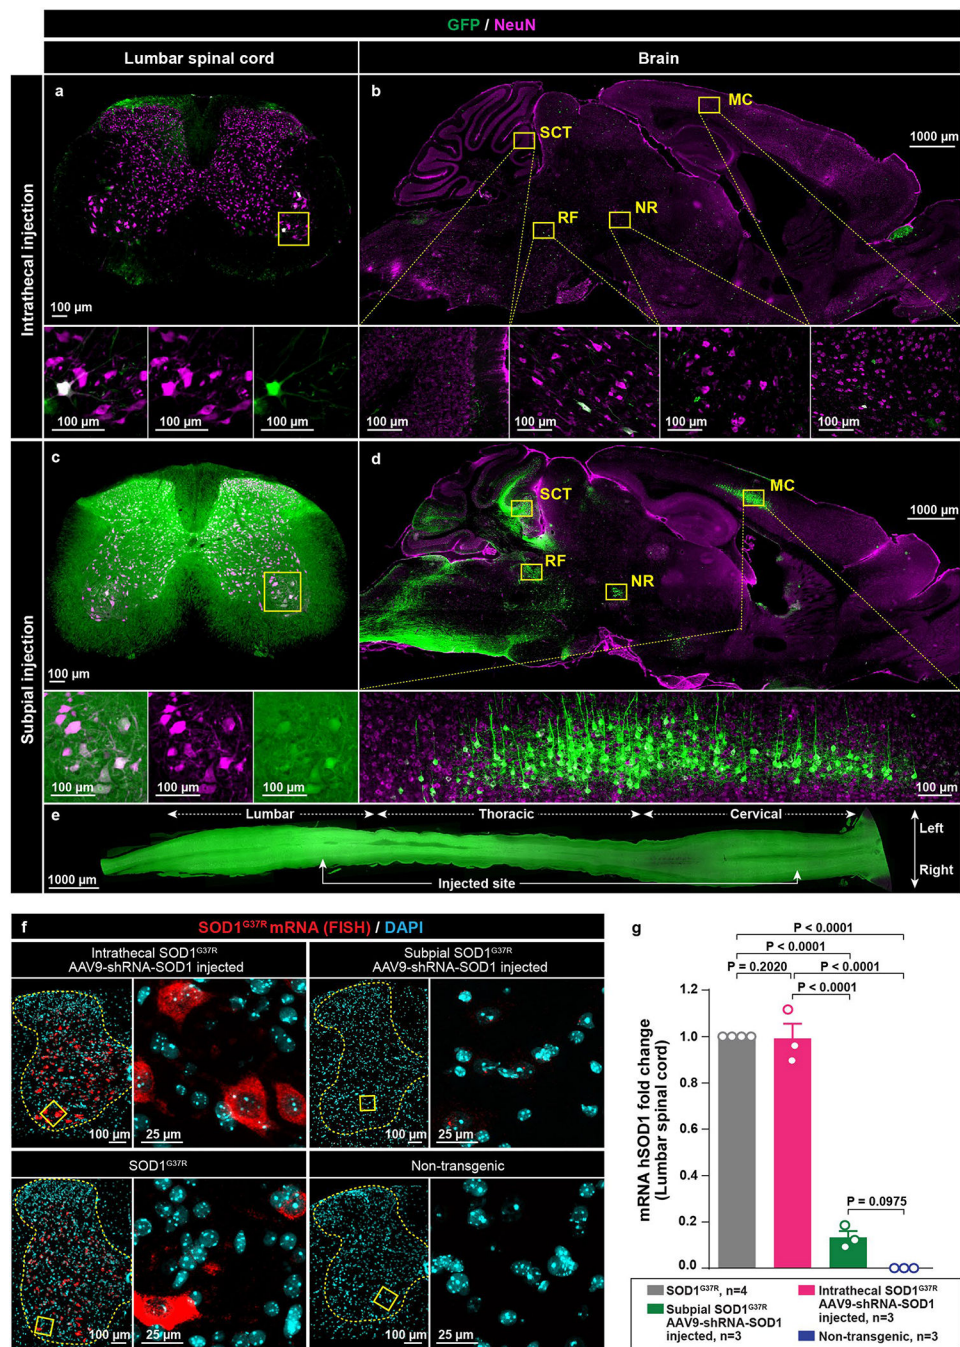 GFP / NeuN
Lumbar spinal cord
Brain
Intrathecal injection
a
100 µm
b
SCT
MC
RF
NR
1000 µm
100 µm
100 µm
100 µm
100 µm
100 µm
100 µm
100 µm
Subpial injection
c
100 µm
d
SCT
MC
RF
NR
1000 µm
100 µm
100 µm
100 µm
100 µm
e
Lumbar
Thoracic
Cervical
Left
Right
1000 µm
Injected site
f
SOD1G37R mRNA (FISH) / DAPI
Intrathecal SOD1G37R
AAV9-shRNA-SOD1 injected
Subpial SOD1G37R
AAV9-shRNA-SOD1 injected
100 µm
25 µm
100 µm
25 µm
SOD1G37R
Non-transgenic
100 µm
25 µm
100 µm
25 µm
g
P < 0.0001
P < 0.0001
P = 0.2020
P < 0.0001
P < 0.0001
P = 0.0975
mRNA hSOD1 fold change
(Lumbar spinal cord)
1.2
1.0
0.8
0.6
0.4
0.2
0.0
SOD1G37R, n=4
Subpial SOD1G37R
AAV9-shRNA-SOD1
injected, n=3
Intrathecal SOD1G37R
AAV9-shRNA-SOD1
injected, n=3
Non-transgenic, n=3